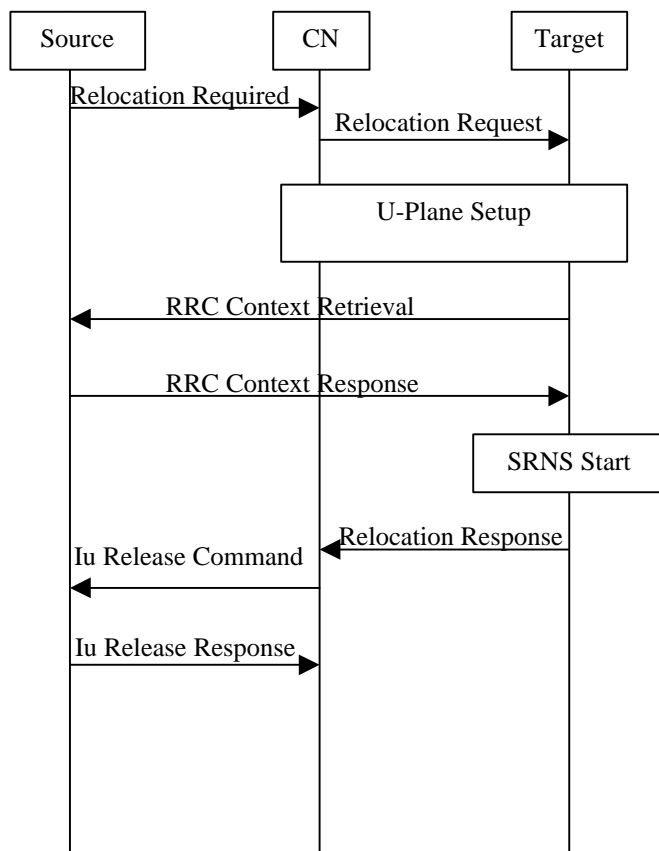 Source
CN
Target
Relocation Required
Relocation Request
U-Plane Setup
RRC Context Retrieval
RRC Context Response
SRNS Start
Relocation Response
Iu Release Command
Iu Release Response